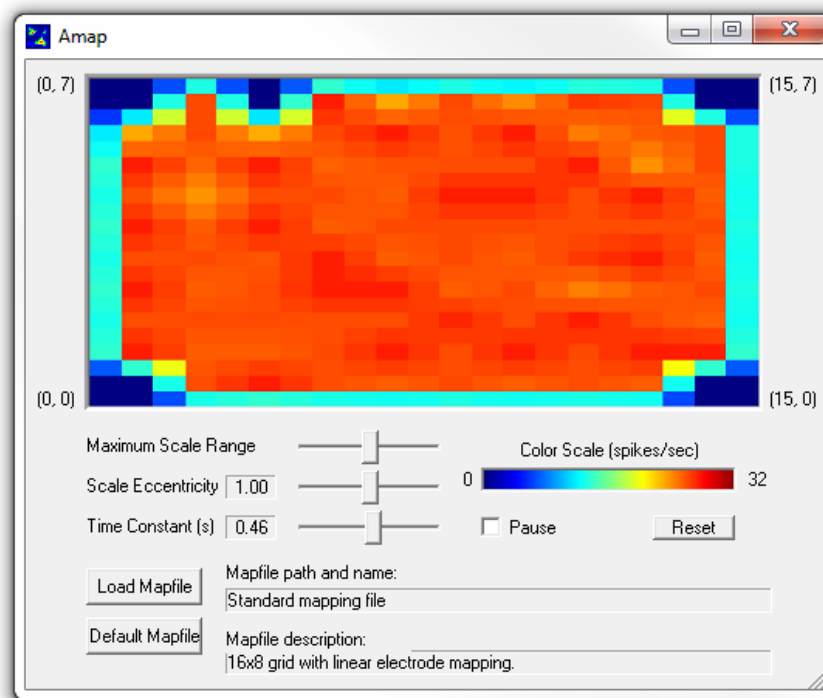 Amap
(0, 7) (15, 7)
(0, 0) (15, 0)
Maximum Scale Range
Color Scale (spikes/sec)
Scale Eccentricity 1.00
0 32
Time Constant (s) 0.46
Pause Reset
Load Mapfile
Mapfile path and name:
Standard mapping file
Default Mapfile
Mapfile description:
16x8 grid with linear electrode mapping.